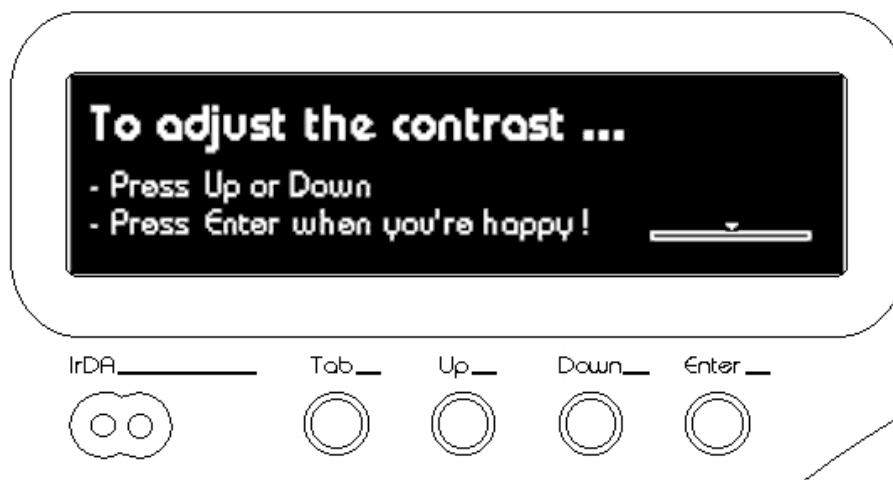 To adjust the contrast ...
- Press Up or Down
- Press Enter when you're happy!
IrDA Tab Up Down Enter